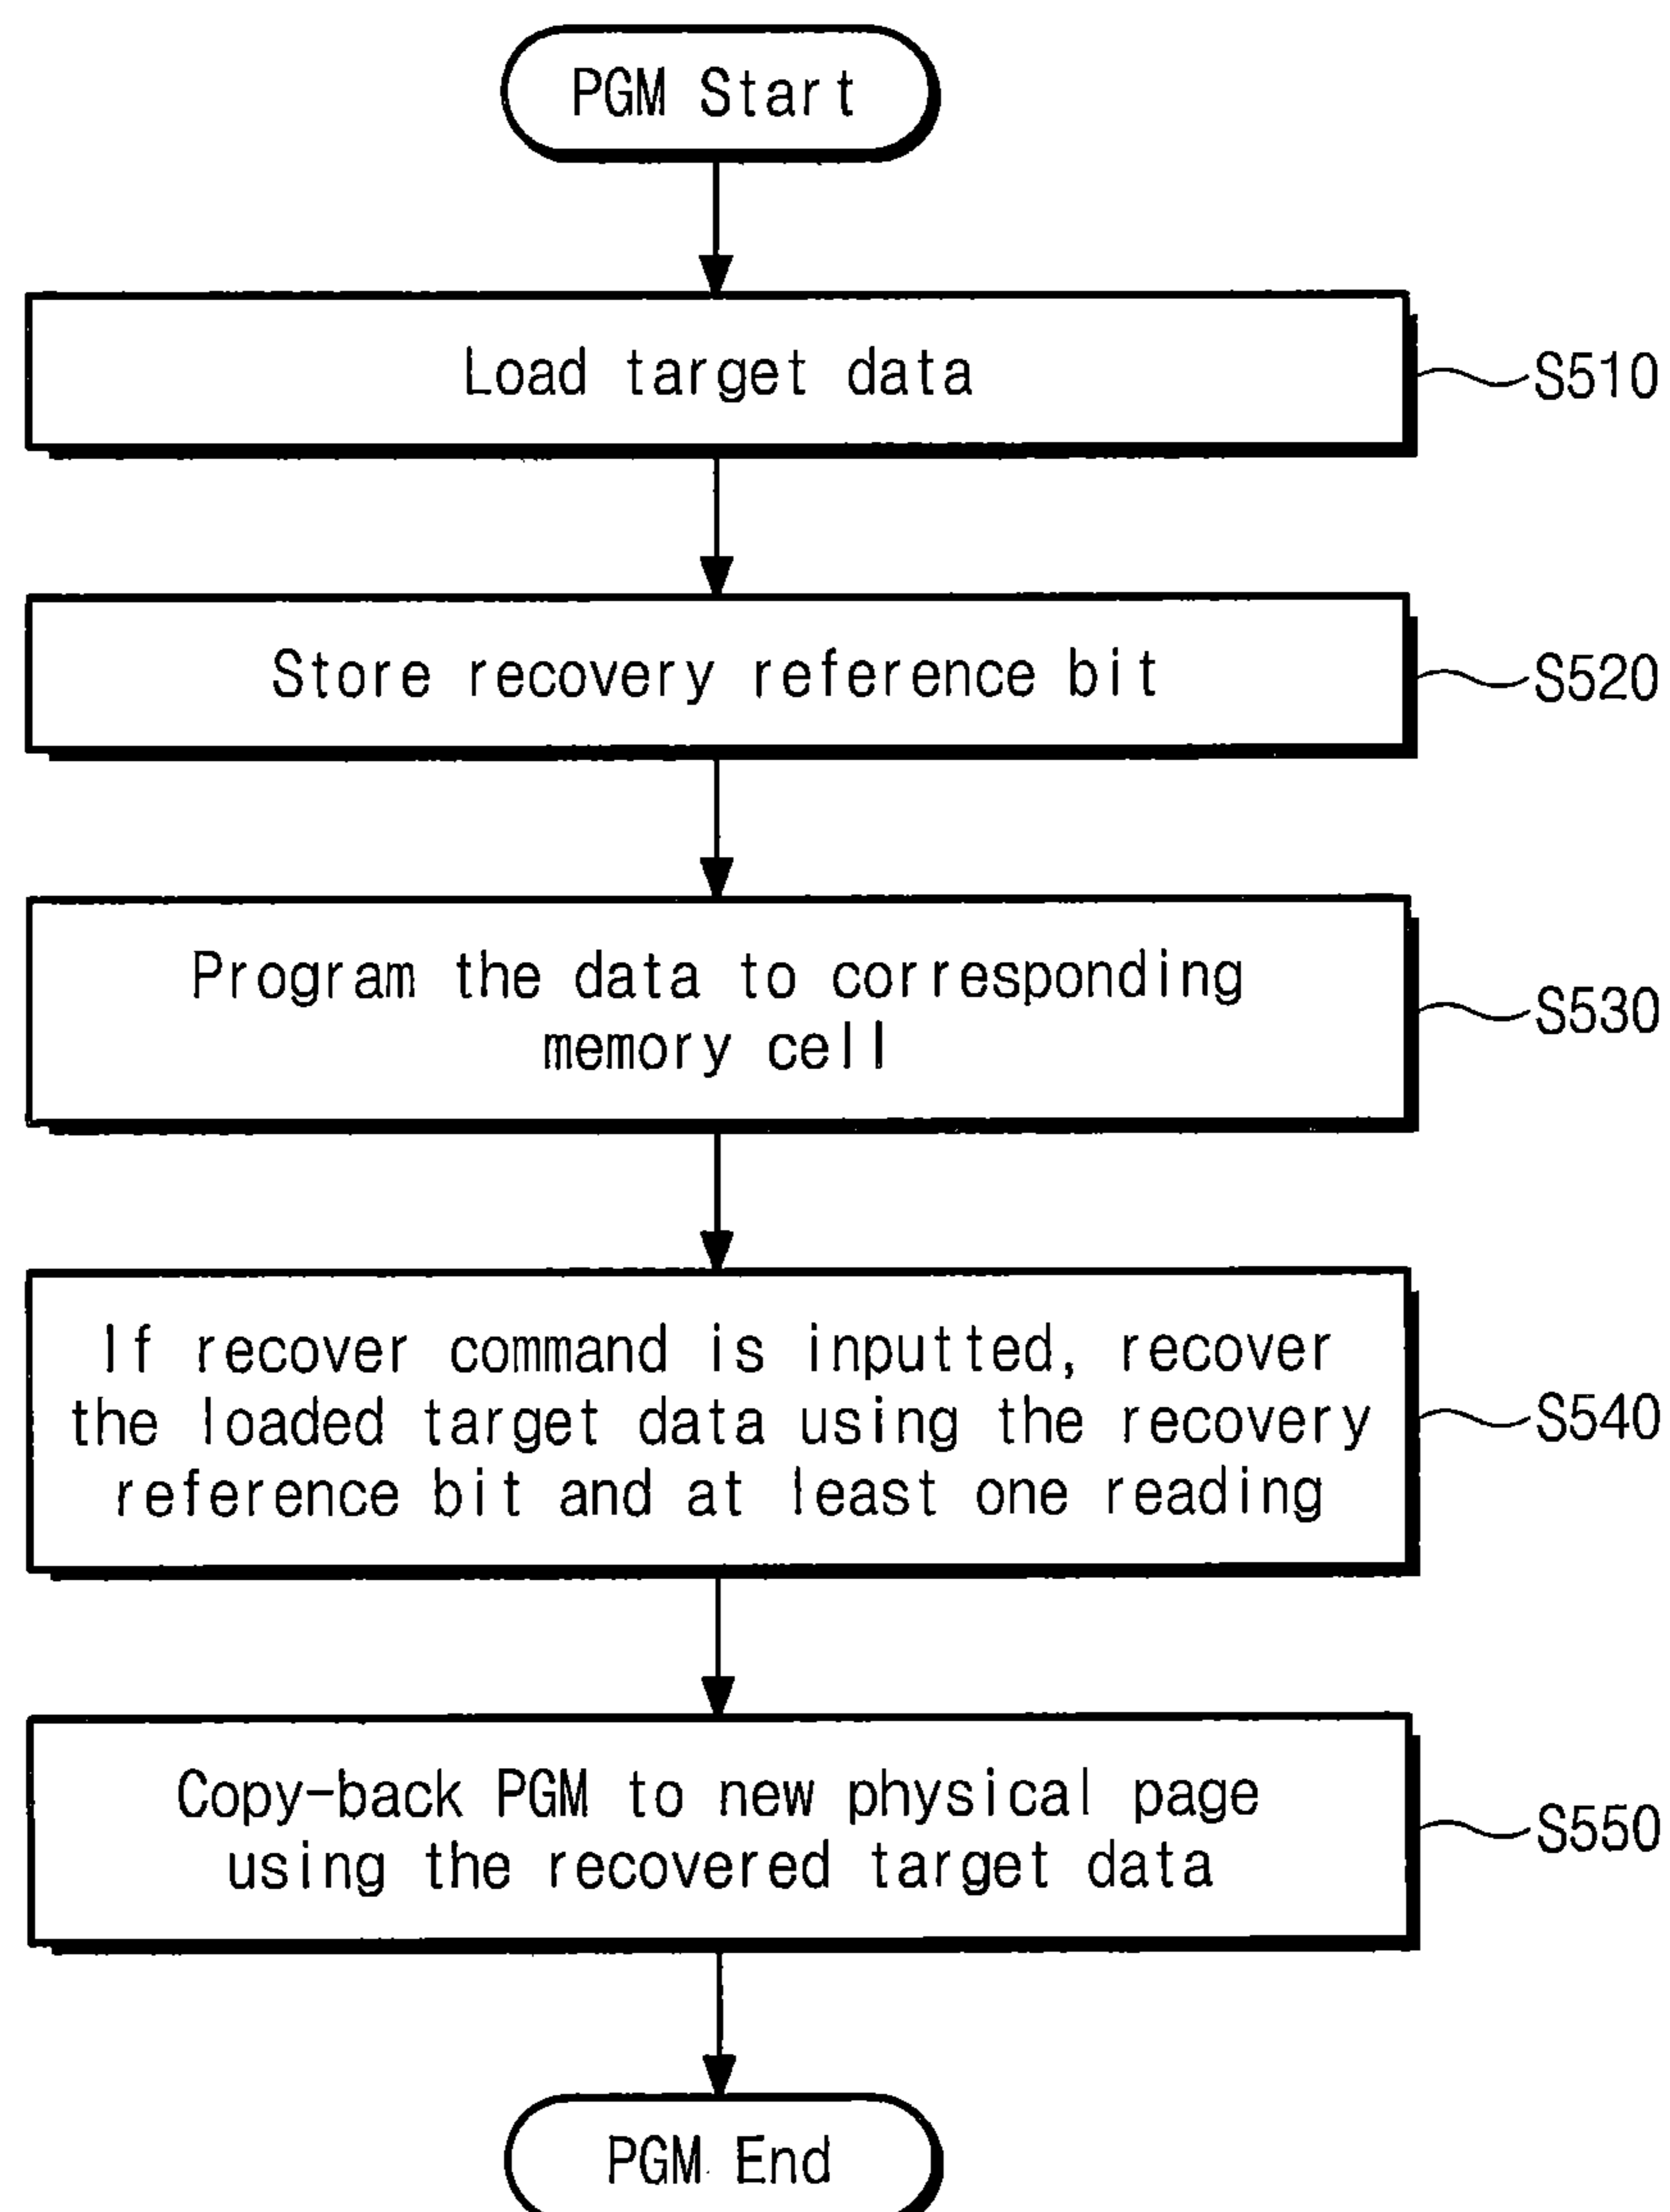 PGM Start
Load target data
S510
Store recovery reference bit
S520
Program the data to corresponding
memory cell
S530
If recover command is inputted, recover
the loaded target data using the recovery
reference bit and at least one reading
S540
Copy-back PGM to new physical page
using the recovered target data
S550
PGM End